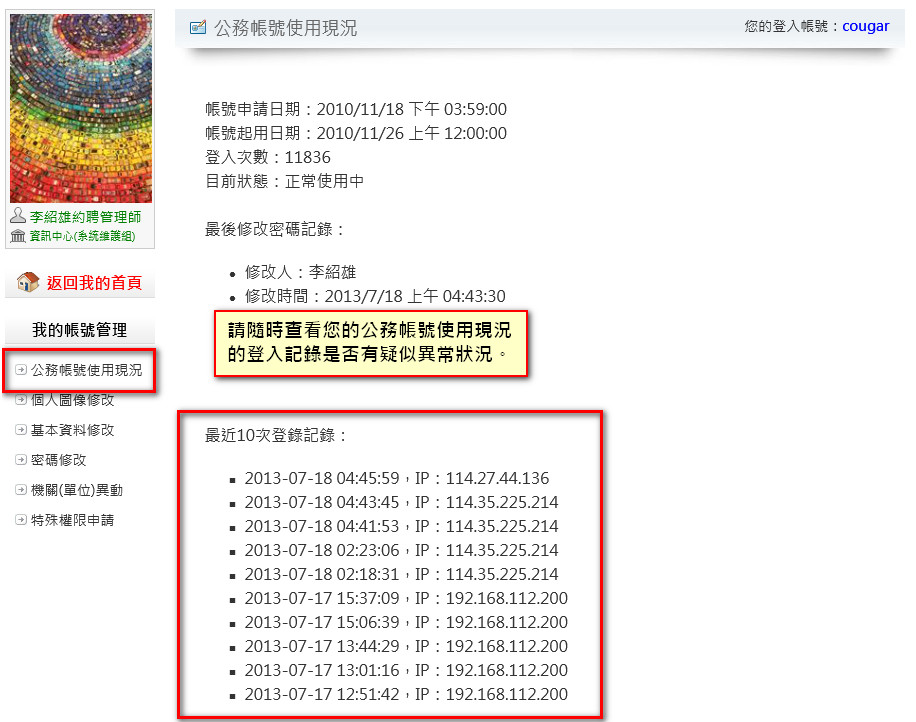 公務帳號使用現況
您的登入帳號：cougar
李紹雄約聘管理師
資訊中心(系統維護組)
返回我的首頁
我的帳號管理
公務帳號使用現況
個人圖像修改
基本資料修改
密碼修改
機關(單位)異動
特殊權限申請
帳號申請日期：2010/11/18 下午 03:59:00
帳號起用日期：2010/11/26 上午 12:00:00
登入次數：11836
目前狀態：正常使用中
最後修改密碼記錄：
修改人：李紹雄
修改時間：2013/7/18 上午 04:43:30
請隨時查看您的公務帳號使用現況
的登入記錄是否有疑似異常狀況。
最近10次登錄記錄：
2013-07-18 04:45:59，IP：114.27.44.136
2013-07-18 04:43:45，IP：114.35.225.214
2013-07-18 04:41:53，IP：114.35.225.214
2013-07-18 02:23:06，IP：114.35.225.214
2013-07-18 02:18:31，IP：114.35.225.214
2013-07-17 15:37:09，IP：192.168.112.200
2013-07-17 15:06:39，IP：192.168.112.200
2013-07-17 13:44:29，IP：192.168.112.200
2013-07-17 13:01:16，IP：192.168.112.200
2013-07-17 12:51:42，IP：192.168.112.200